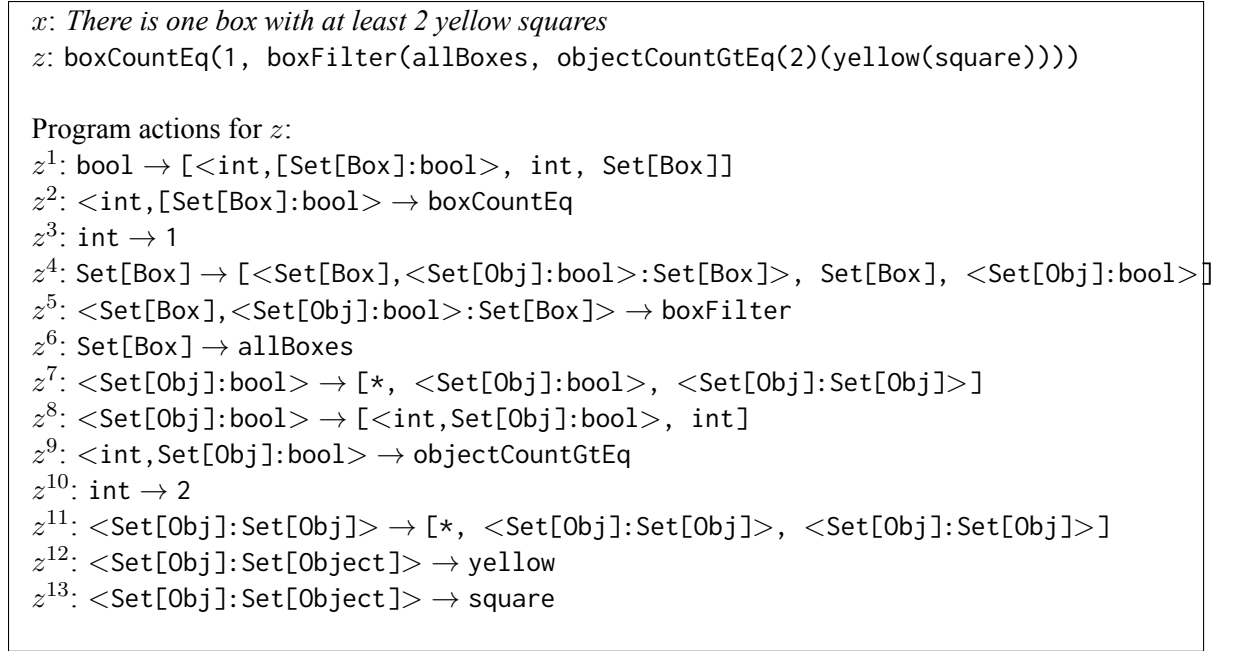 x: There is one box with at least 2 yellow squares
z: boxCountEq(1, boxFilter(allBoxes, objectCountGtEq(2)(yellow(square))))
Program actions for z:
z¹: bool → [<int,[Set[Box]:bool>, int, Set[Box]]
z²: <int,[Set[Box]:bool> → boxCountEq
z³: int → 1
z⁴: Set[Box] → [<Set[Box],<Set[Obj]:bool>:Set[Box]>, Set[Box], <Set[Obj]:bool>]
z⁵: <Set[Box],<Set[Obj]:bool>:Set[Box]> → boxFilter
z⁶: Set[Box] → allBoxes
z⁷: <Set[Obj]:bool> → [*, <Set[Obj]:bool>, <Set[Obj]:Set[Obj]>]
z⁸: <Set[Obj]:bool> → [<int,Set[Obj]:bool>, int]
z⁹: <int,Set[Obj]:bool> → objectCountGtEq
z¹⁰: int → 2
z¹¹: <Set[Obj]:Set[Obj]> → [*, <Set[Obj]:Set[Obj]>, <Set[Obj]:Set[Obj]>]
z¹²: <Set[Obj]:Set[Object]> → yellow
z¹³: <Set[Obj]:Set[Object]> → square